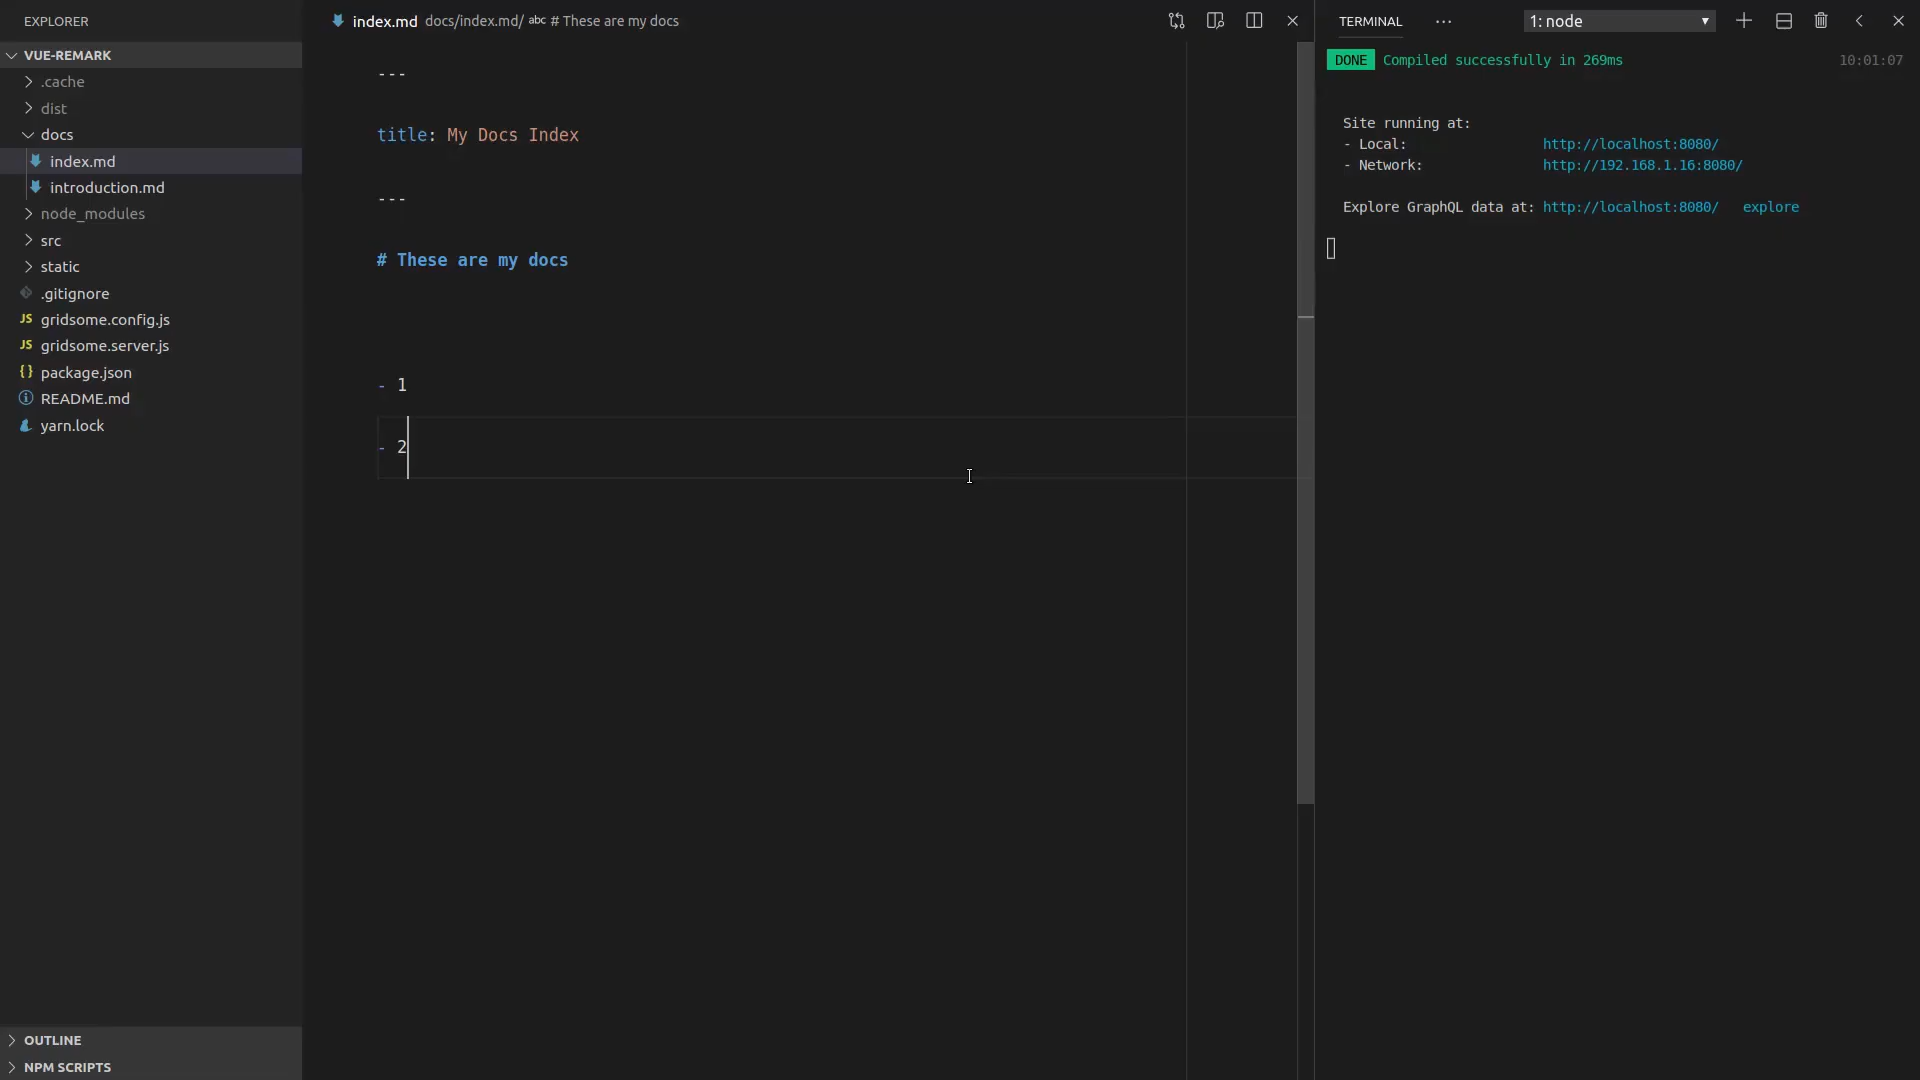 EXPLORER
VUE-REMARK
.cache
dist
docs
index.md
introduction.md
node_modules
src
static
.gitignore
JS gridsome.config.js
JS gridsome.server.js
{} package.json
README.md
yarn.lock
OUTLINE
NPM SCRIPTS
index.md docs/index.md/ abc # These are my docs
---
title: My Docs Index
---
# These are my docs
- 1
- 2
TERMINAL ... 1: node
DONE Compiled successfully in 269ms 10:01:07
Site running at:
- Local: http://localhost:8080/
- Network: http://192.168.1.16:8080/
Explore GraphQL data at: http://localhost:8080/ explore